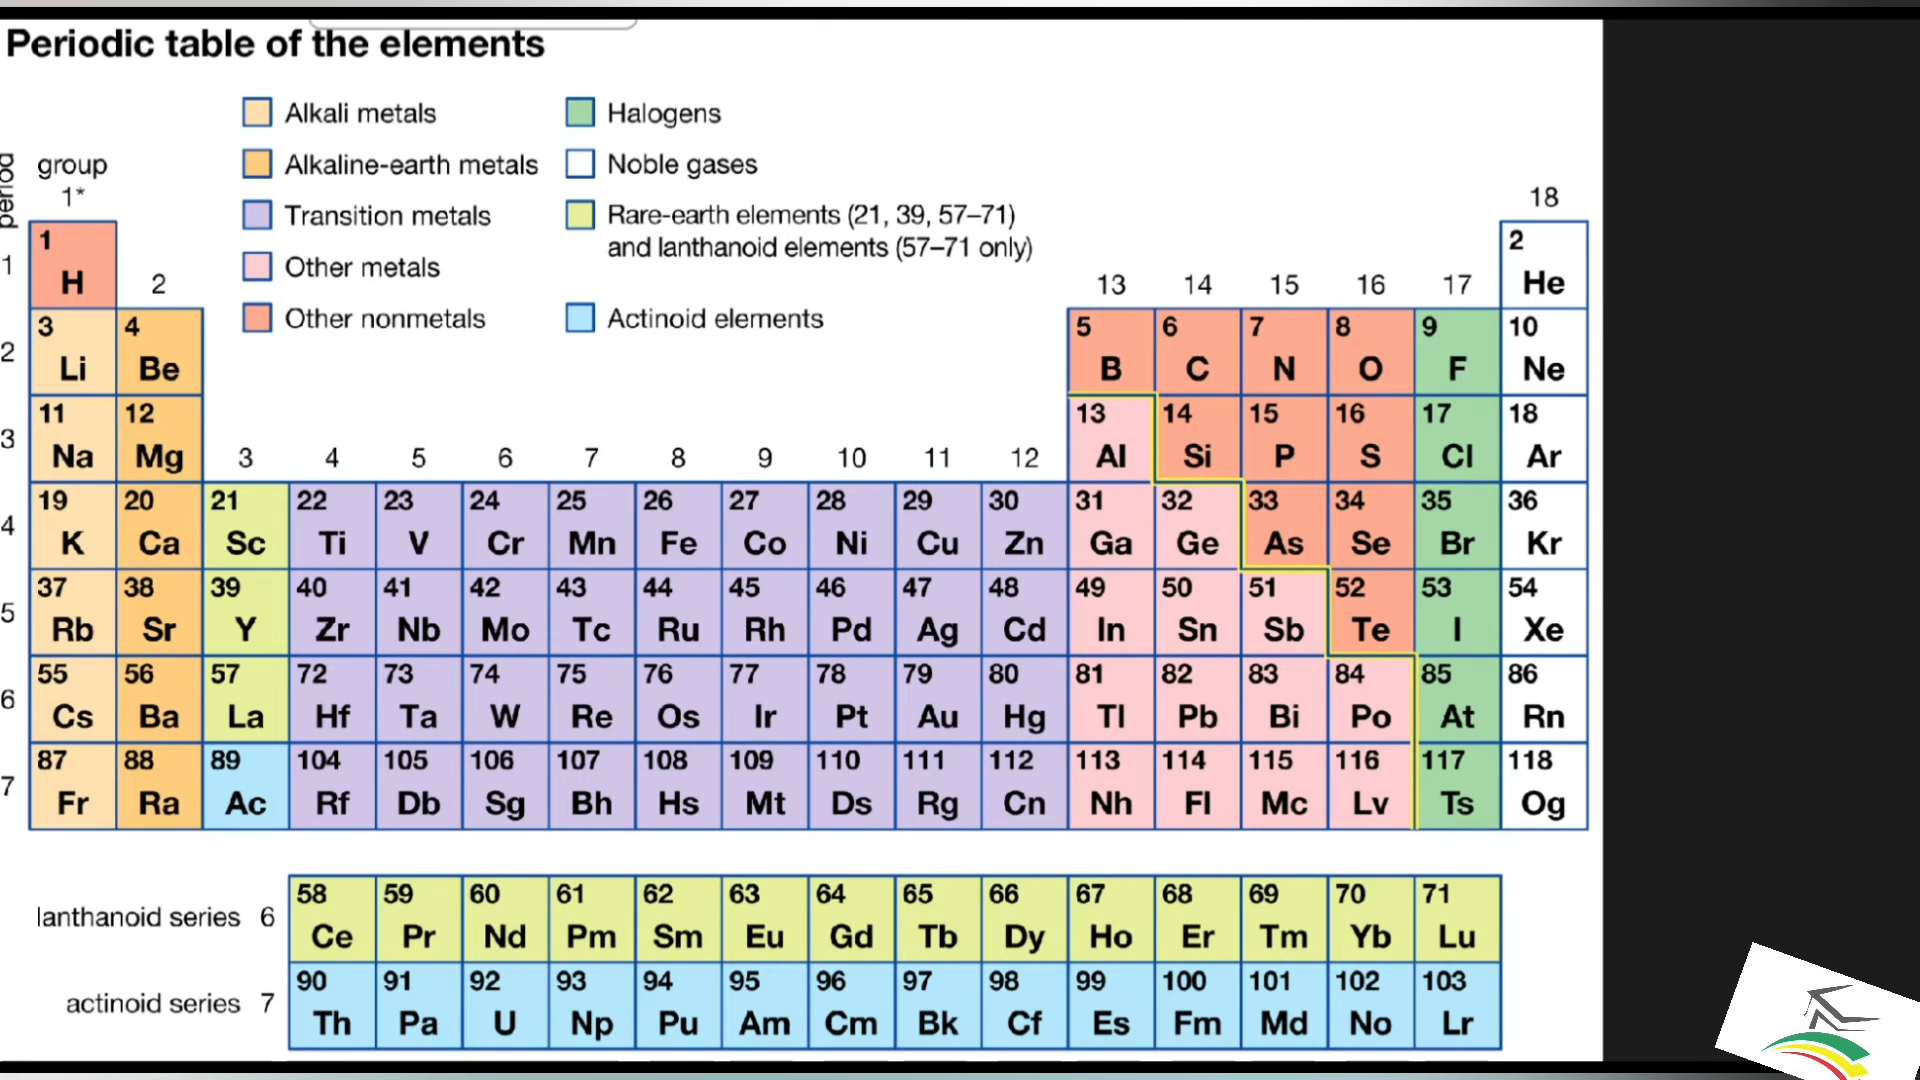 Periodic table of the elements
Alkali metals
Halogens
Alkaline-earth metals
Noble gases
Transition metals
Rare-earth elements (21, 39, 57–71)
and lanthanoid elements (57–71 only)
Other metals
Other nonmetals
Actinoid elements
period
group
1*
18
1 2
H He
1
2 13 14 15 16 17
3 4 5 6 7 8 9 10
Li Be B C N O F Ne
2
11 12 13 14 15 16 17 18
Na Mg Al Si P S Cl Ar
3
3 4 5 6 7 8 9 10 11 12
19 20 21 22 23 24 25 26 27 28 29 30 31 32 33 34 35 36
K Ca Sc Ti V Cr Mn Fe Co Ni Cu Zn Ga Ge As Se Br Kr
4
37 38 39 40 41 42 43 44 45 46 47 48 49 50 51 52 53 54
Rb Sr Y Zr Nb Mo Tc Ru Rh Pd Ag Cd In Sn Sb Te I Xe
5
55 56 57 72 73 74 75 76 77 78 79 80 81 82 83 84 85 86
Cs Ba La Hf Ta W Re Os Ir Pt Au Hg Tl Pb Bi Po At Rn
6
87 88 89 104 105 106 107 108 109 110 111 112 113 114 115 116 117 118
Fr Ra Ac Rf Db Sg Bh Hs Mt Ds Rg Cn Nh Fl Mc Lv Ts Og
7
58 59 60 61 62 63 64 65 66 67 68 69 70 71
lanthanoid series 6
Ce Pr Nd Pm Sm Eu Gd Tb Dy Ho Er Tm Yb Lu
90 91 92 93 94 95 96 97 98 99 100 101 102 103
actinoid series 7
Th Pa U Np Pu Am Cm Bk Cf Es Fm Md No Lr